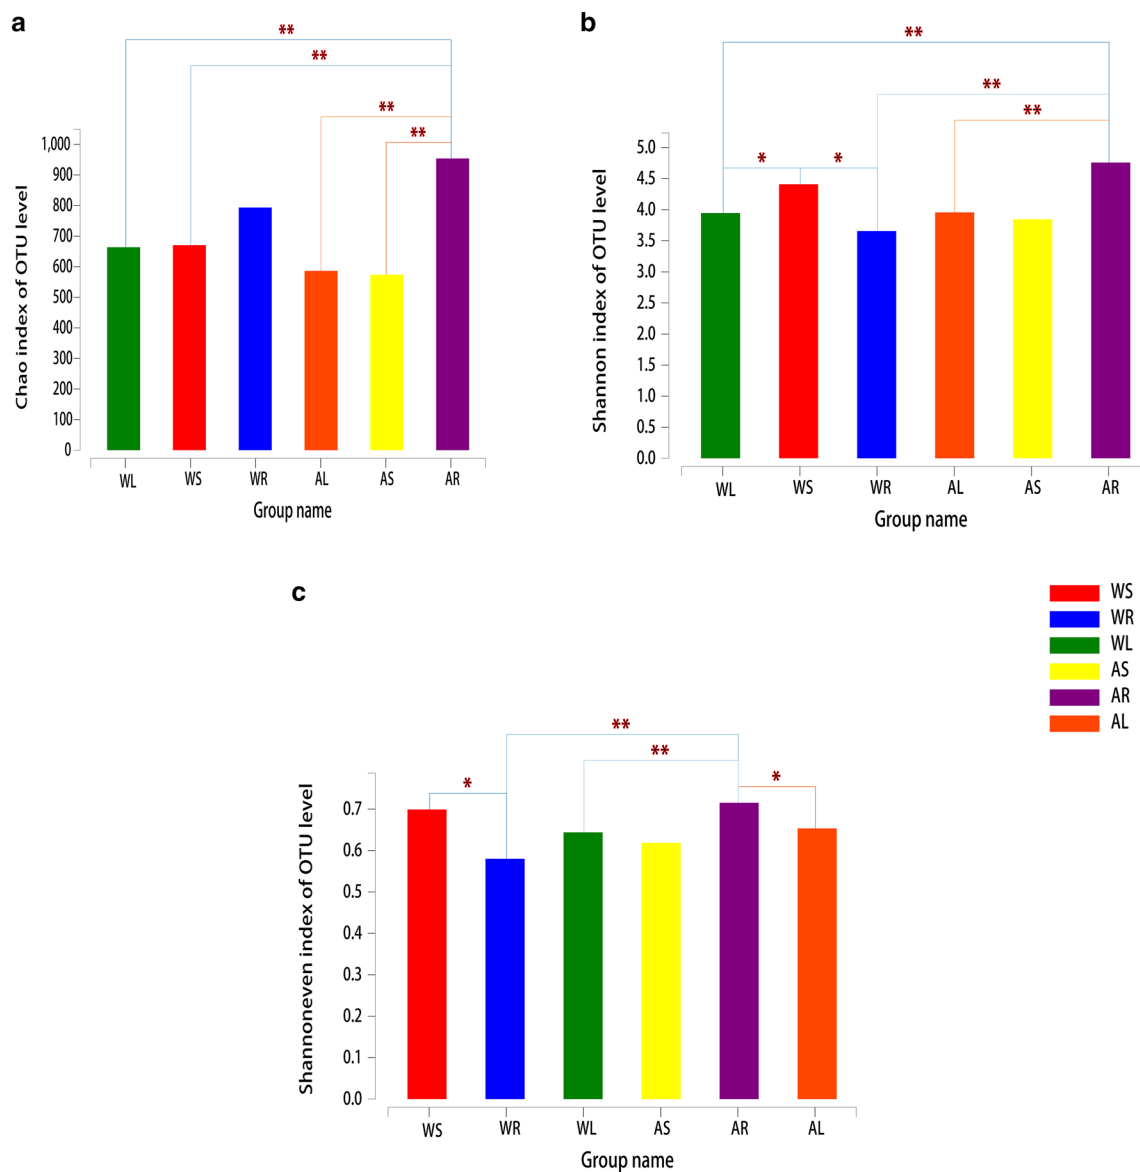 a
**
**
**
**
Chao index of OTU level
1,000
900
800
700
600
500
400
300
200
100
0
WL WS WR AL AS AR
Group name
b
**
**
**
* *
Shannon index of OTU level
5.0
4.5
4.0
3.5
3.0
2.5
2.0
1.5
1.0
0.5
0.0
WL WS WR AL AS AR
Group name
c
**
**
* *
Shannoneven index of OTU level
0.7
0.6
0.5
0.4
0.3
0.2
0.1
0.0
WS WR WL AS AR AL
Group name
WS
WR
WL
AS
AR
AL